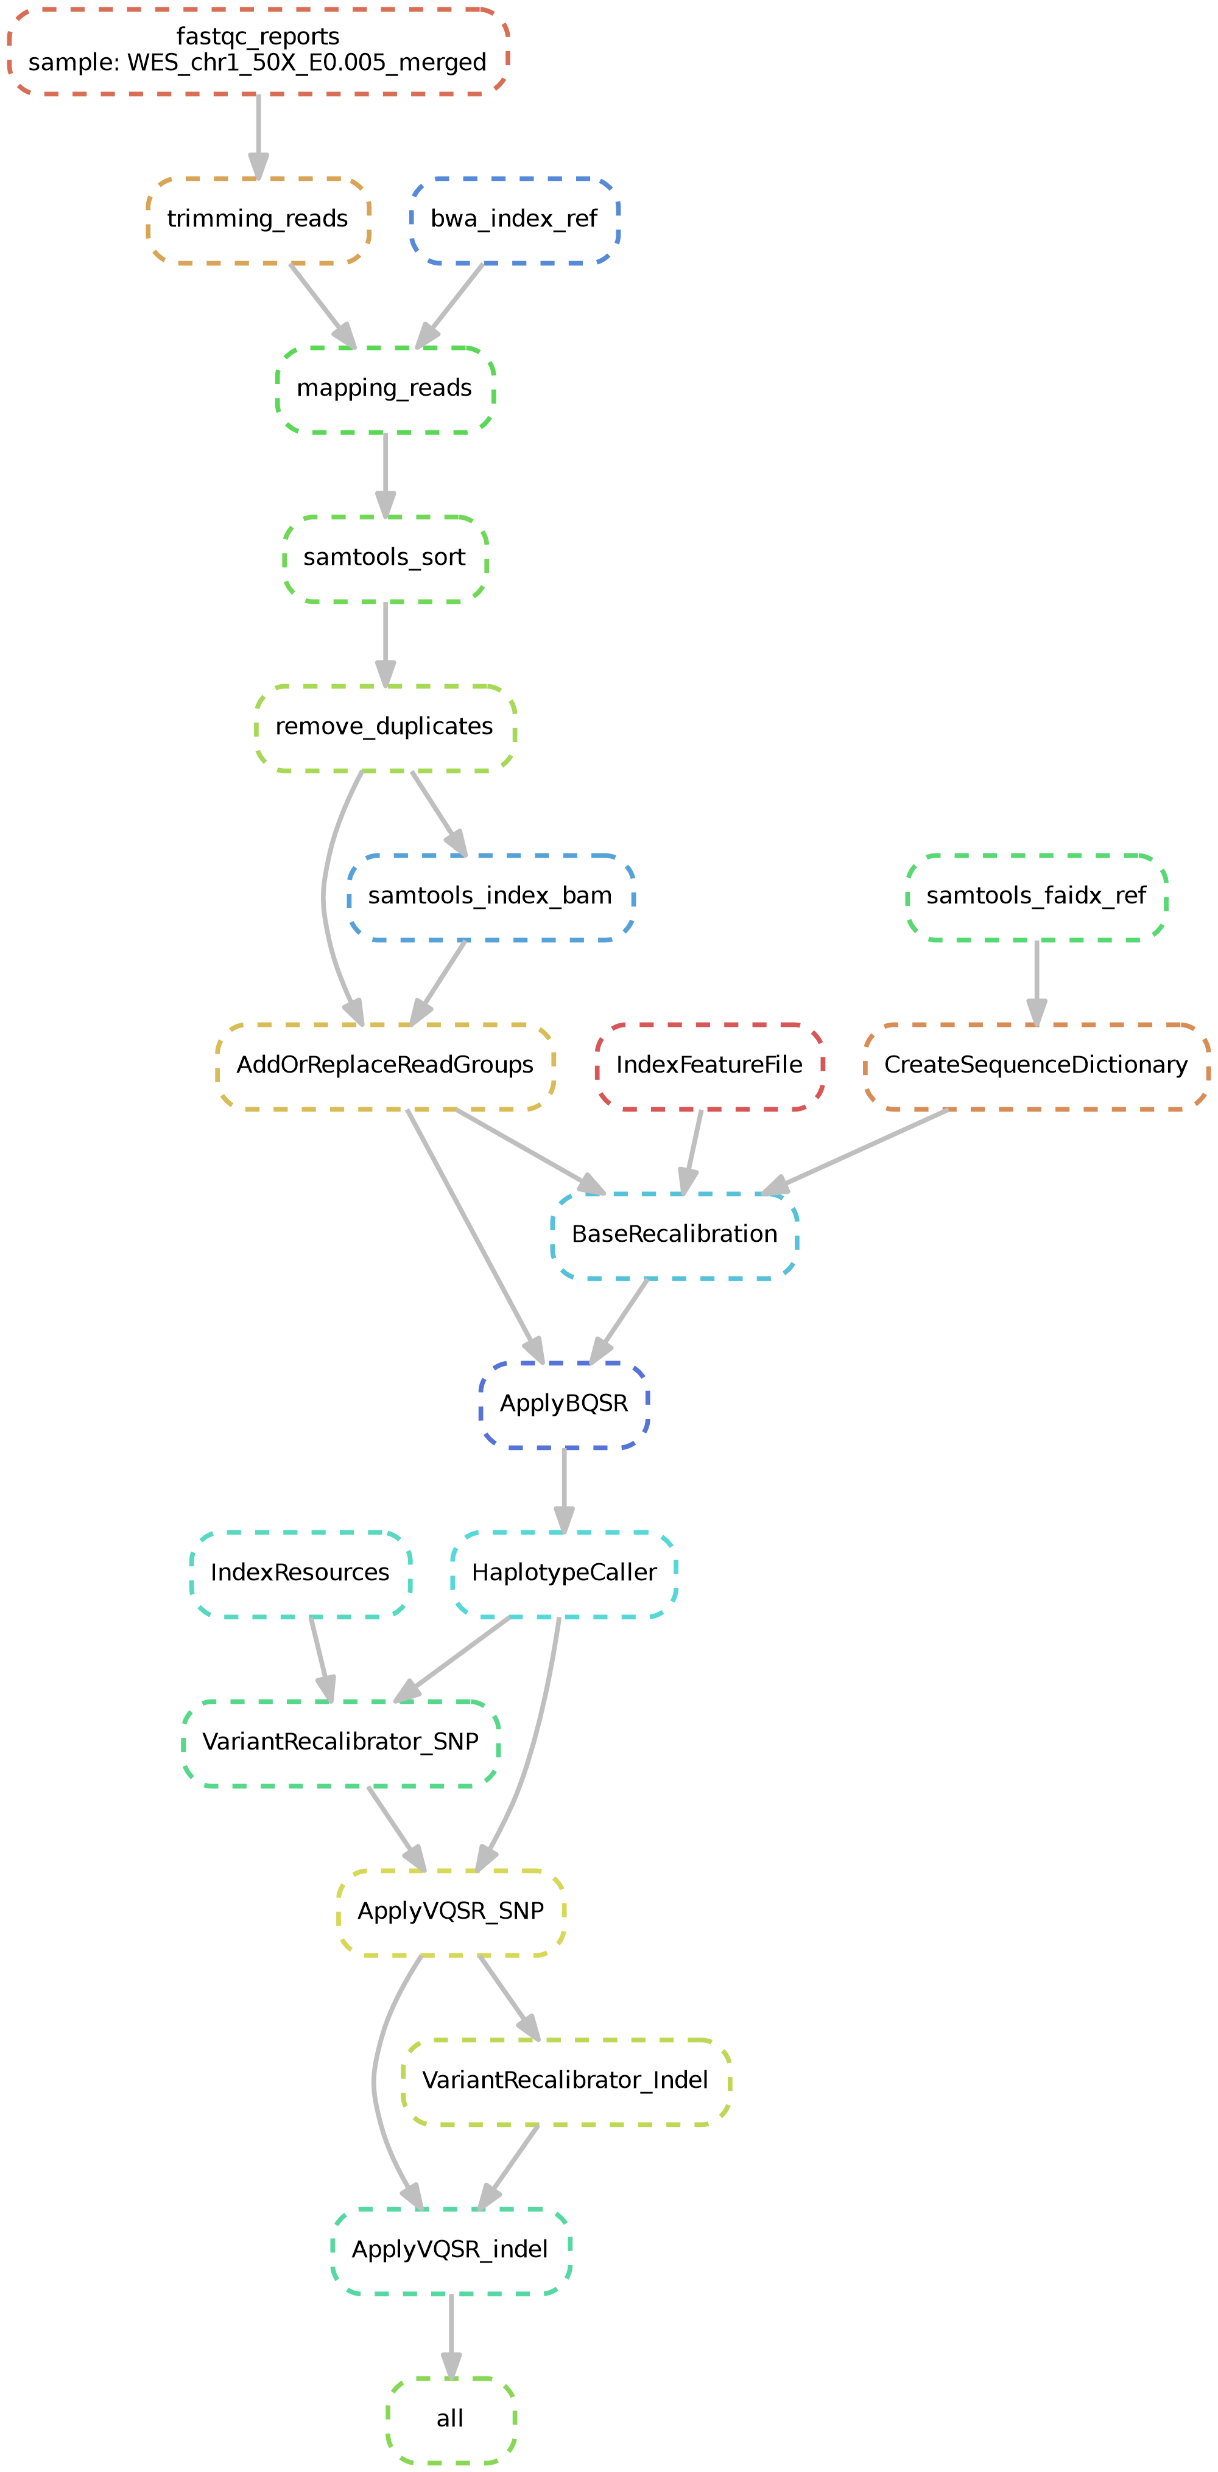 fastqc_reports
sample: WES_chr1_50X_E0.005_merged
trimming_reads
bwa_index_ref
mapping_reads
samtools_sort
remove_duplicates
samtools_index_bam
samtools_faidx_ref
AddOrReplaceReadGroups
IndexFeatureFile
CreateSequenceDictionary
BaseRecalibration
ApplyBQSR
IndexResources
HaplotypeCaller
VariantRecalibrator_SNP
ApplyVQSR_SNP
VariantRecalibrator_Indel
ApplyVQSR_indel
all